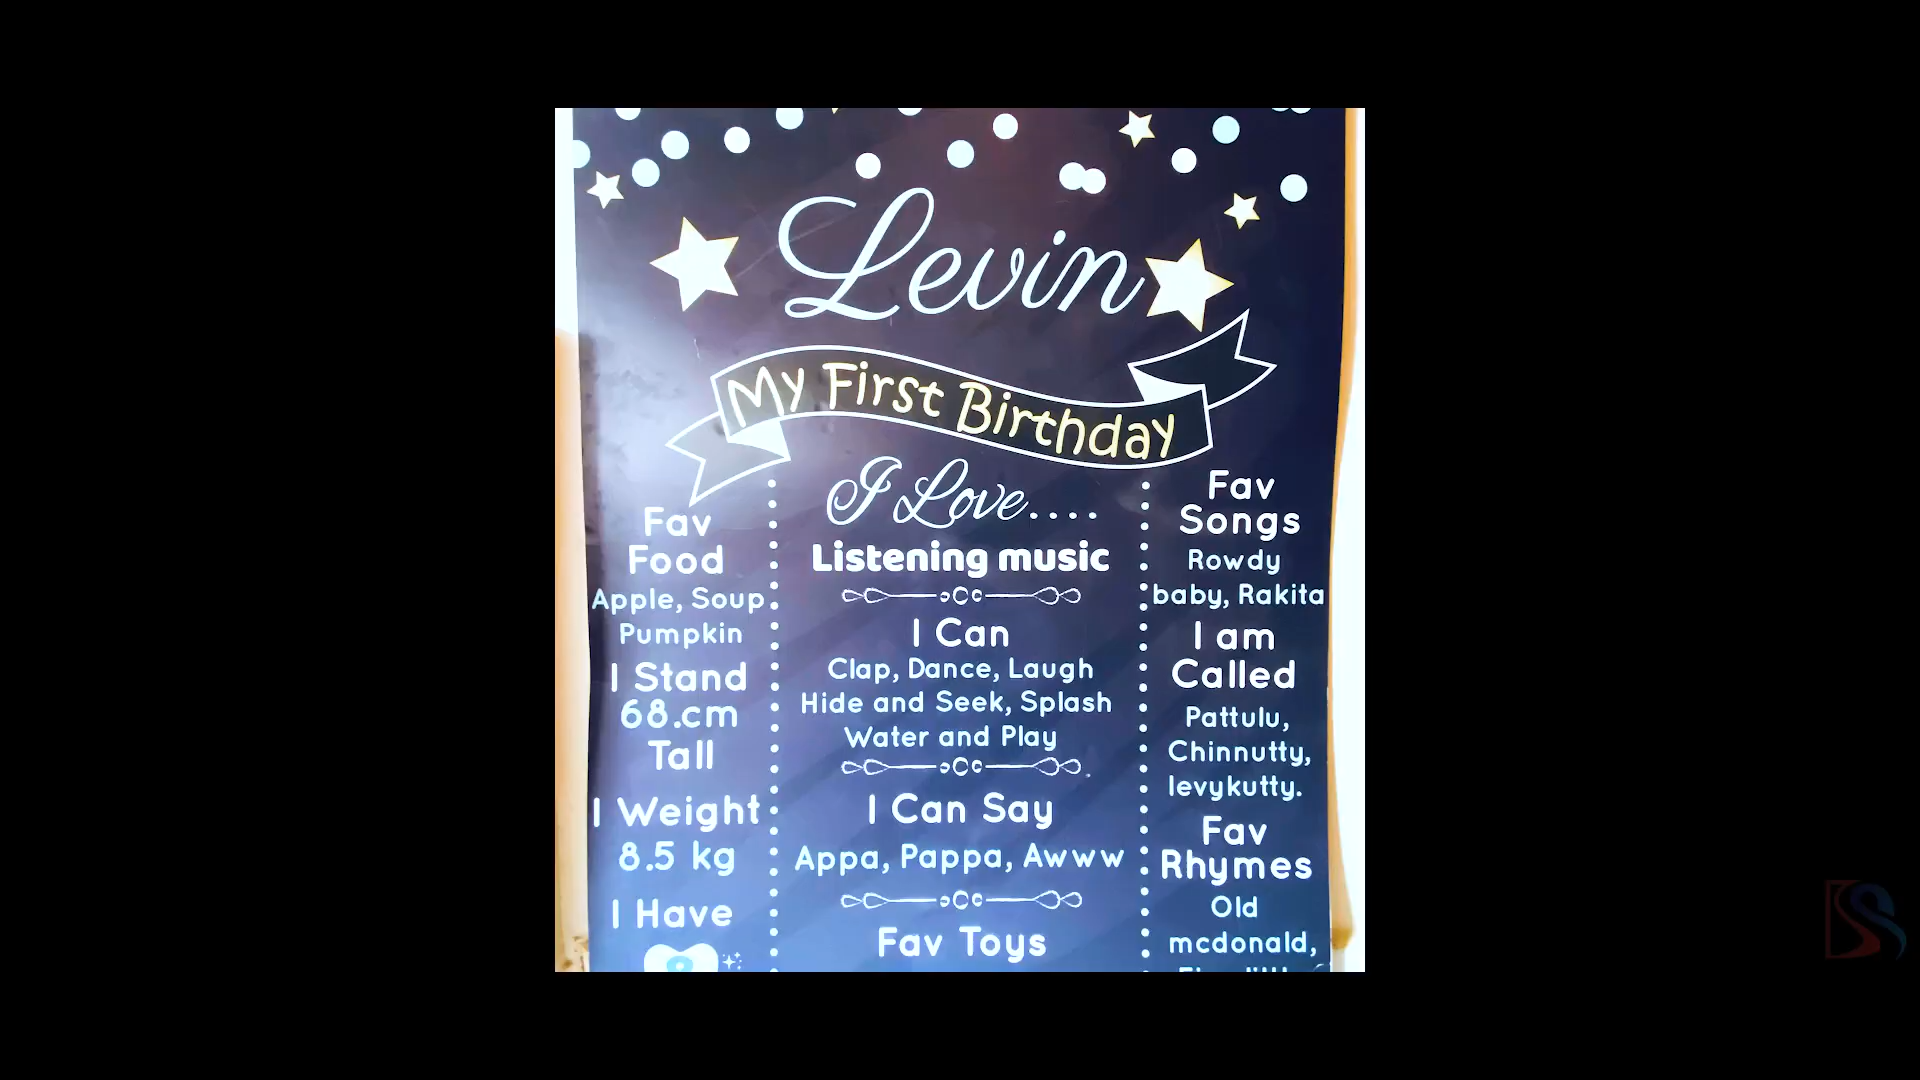 Levin
My First Birthday
Fav
Food
Apple, Soup
Pumpkin
I Stand
68.cm
Tall
I Weight
8.5 kg
I Have
I Love....
Listening music
I Can
Clap, Dance, Laugh
Hide and Seek, Splash
Water and Play
I Can Say
Appa, Pappa, Awww
Fav Toys
Fav
Songs
Rowdy
baby, Rakita
I am
Called
Pattulu,
Chinnutty,
levykutty.
Fav
Rhymes
Old
mcdonald,